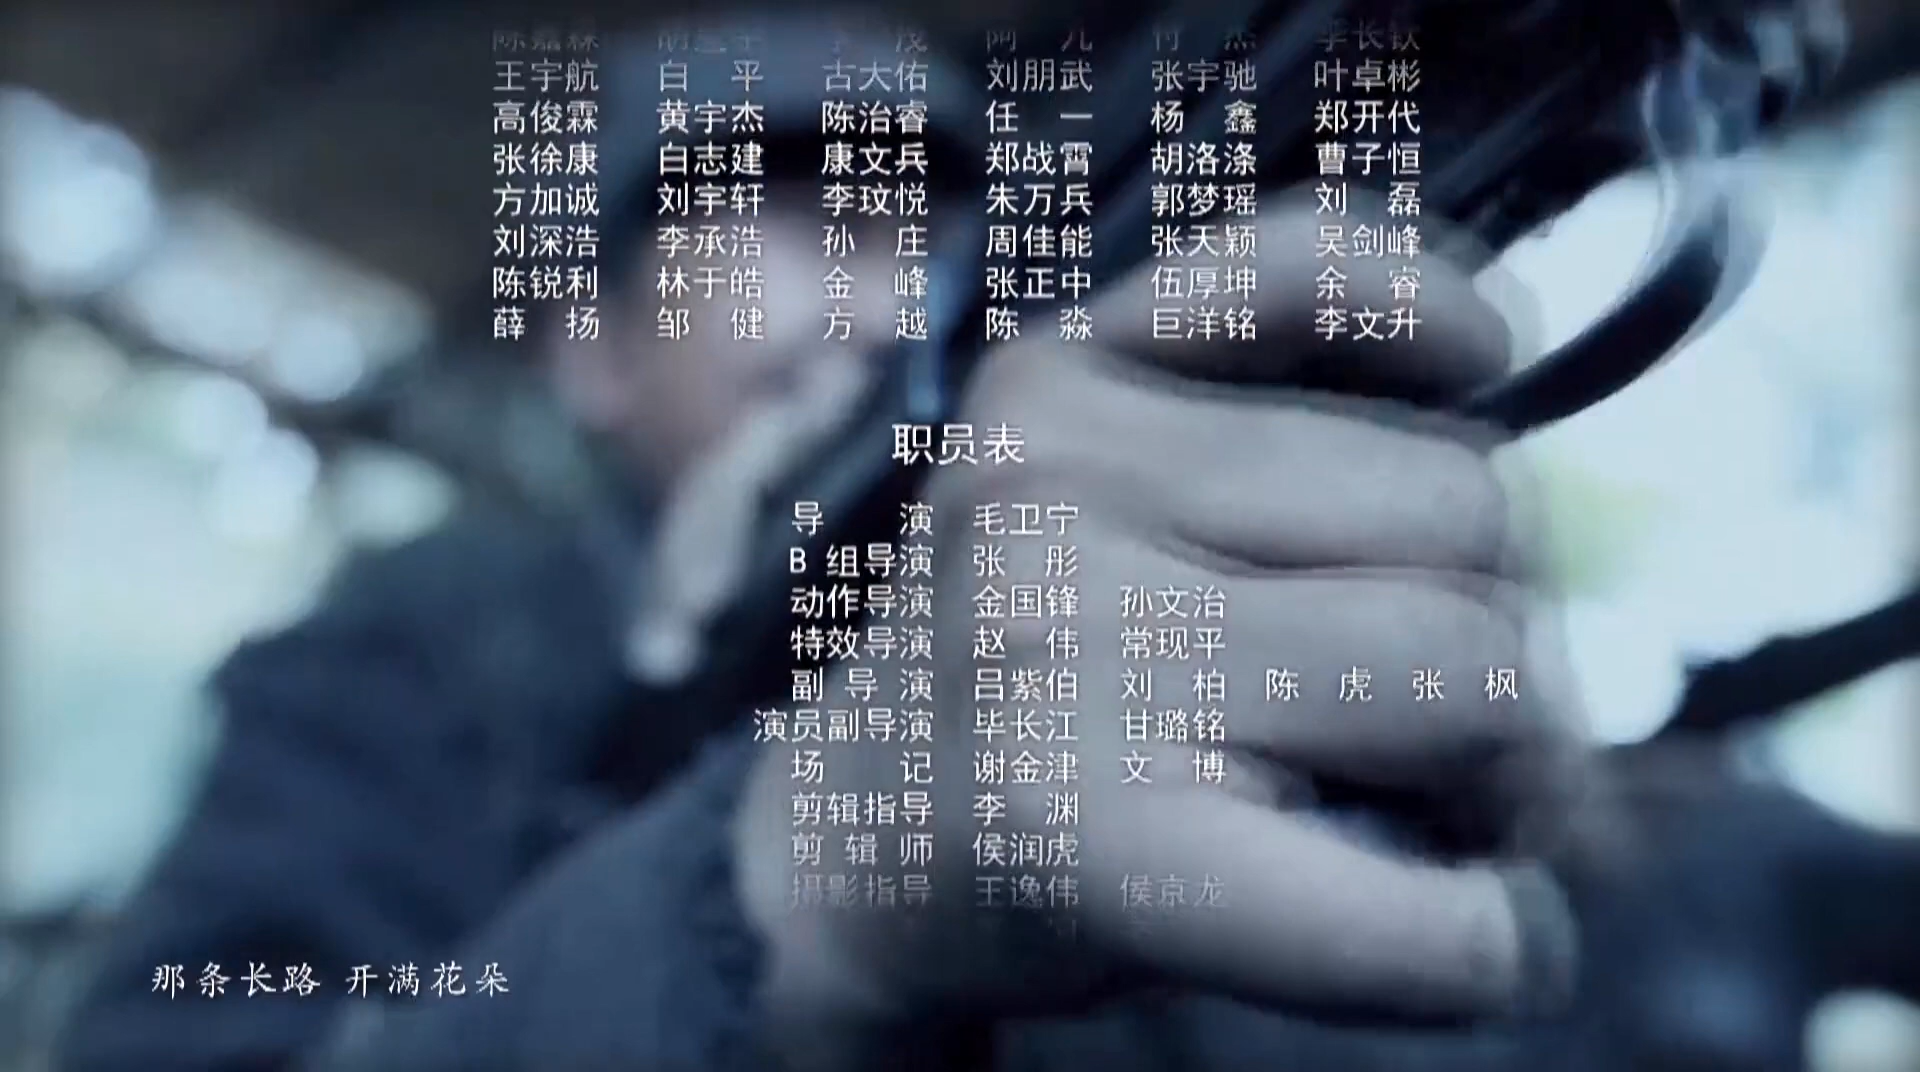 王宇航 白 平 古大佑 刘朋武 张宇驰 叶卓彬
高俊霖 黄宇杰 陈治睿 任 一 杨 鑫 郑开代
张徐康 白志建 康文兵 郑战霄 胡洛涤 曹子恒
方加诚 刘宇轩 李玟悦 朱万兵 郭梦瑶 刘 磊
刘深浩 李承浩 孙 庄 周佳能 张天颖 吴剑峰
陈锐利 林于皓 金 峰 张正中 伍厚坤 余 睿
薛 扬 邹 健 方 越 陈 淼 巨洋铭 李文升
职员表
导 演 毛卫宁
B 组导演 张 彤
动作导演 金国锋 孙文治
特效导演 赵 伟 常现平
副 导 演 吕紫伯 刘 柏 陈 虎 张 枫
演员副导演 毕长江 甘璐铭
场 记 谢金津 文 博
剪辑指导 李 渊
剪 辑 师 侯润虎
摄影指导 王逸伟 侯京龙
那条长路 开满花朵